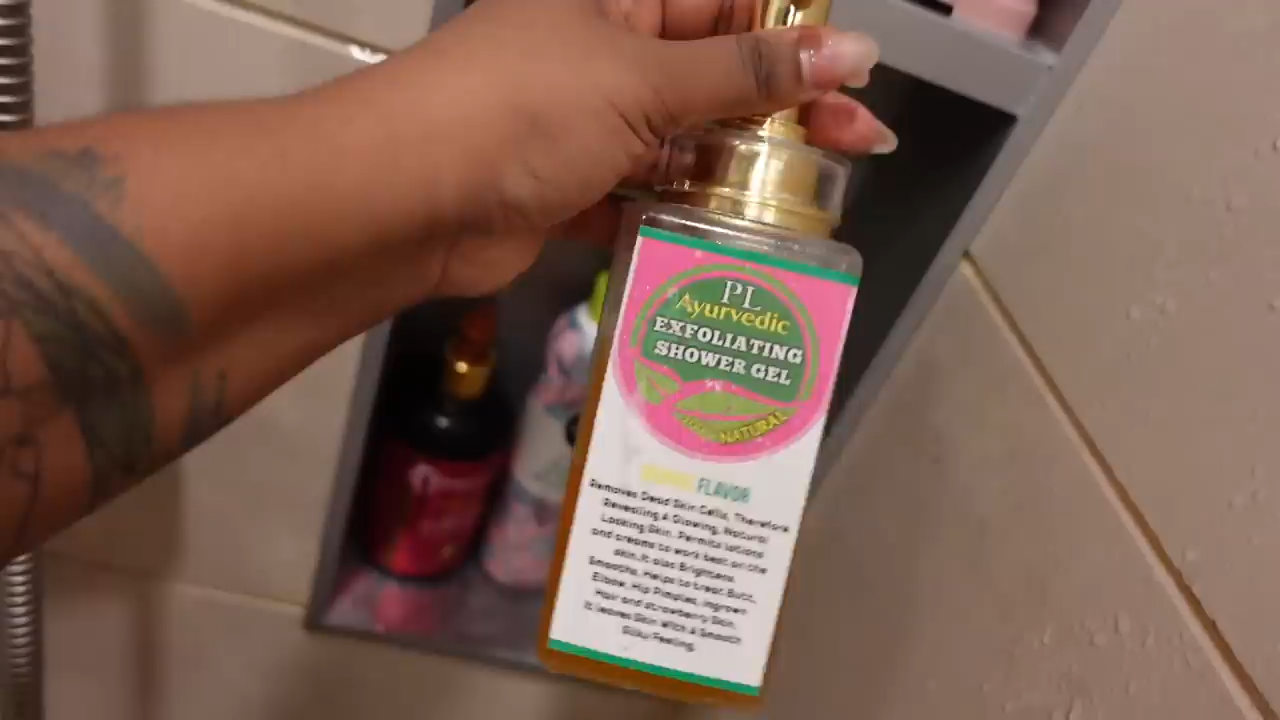 PL
Ayurvedic
EXFOLIATING
SHOWER GEL
NATURAL
FLAVOR
Removes Dead Skin Cells, Therefore
Revealing A Glowing, Natural
Looking Skin. Permits lotions
and creams to work best on the
skin. It also Brightens,
Smooths, Helps to treat Butt,
Elbow, Hip Pimples, Ingrown
Hair and Strawberry Skin.
It leaves Skin With A Smooth
Silky Feeling.